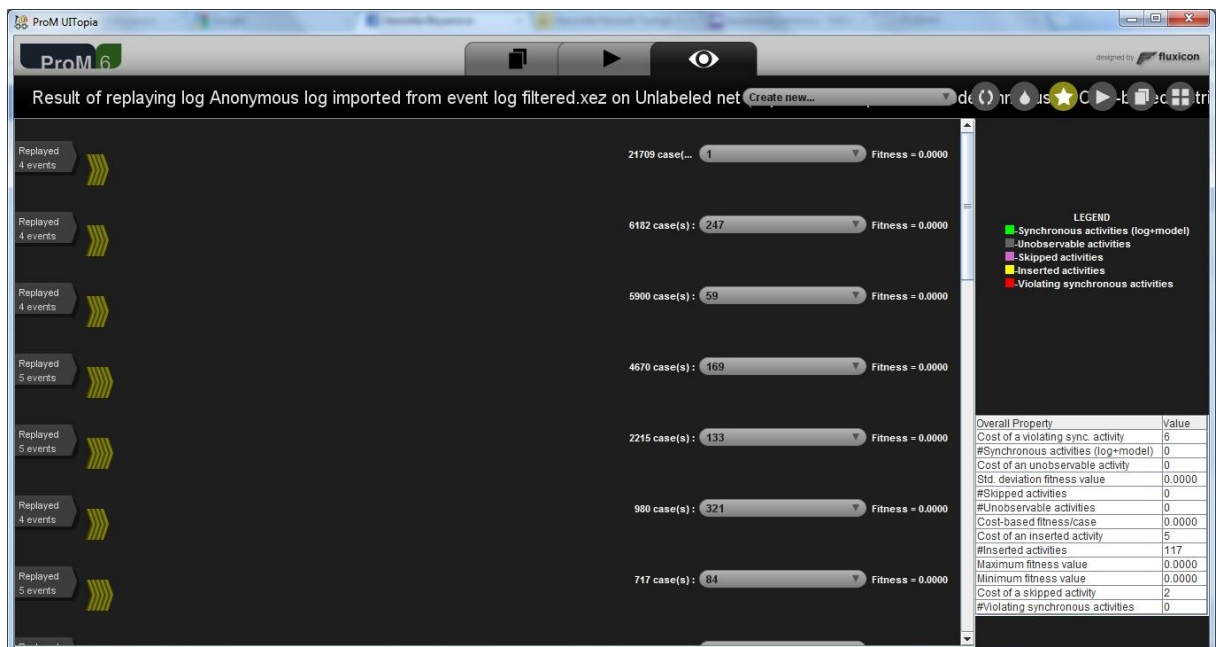 ProM UITopia
ProM 6
designed by fluxicon
Result of replaying log Anonymous log imported from event log filtered.xez on Unlabeled net
Create new...
Replayed
4 events
21709 case(...
1
Fitness = 0.0000
Replayed
4 events
6182 case(s) :
247
Fitness = 0.0000
Replayed
4 events
5900 case(s) :
59
Fitness = 0.0000
Replayed
5 events
4670 case(s) :
169
Fitness = 0.0000
Replayed
5 events
2215 case(s) :
133
Fitness = 0.0000
Replayed
4 events
980 case(s) :
321
Fitness = 0.0000
Replayed
5 events
717 case(s) :
84
Fitness = 0.0000
LEGEND
-Synchronous activities (log+model)
-Unobservable activities
-Skipped activities
-Inserted activities
-Violating synchronous activities
Overall Property Value
Cost of a violating sync. activity 6
#Synchronous activities (log+model) 0
Cost of an unobservable activity 0
Std. deviation fitness value 0.0000
#Skipped activities 0
#Unobservable activities 0
Cost-based fitness/case 0.0000
Cost of an inserted activity 5
#Inserted activities 117
Maximum fitness value 0.0000
Minimum fitness value 0.0000
Cost of a skipped activity 2
#Violating synchronous activities 0